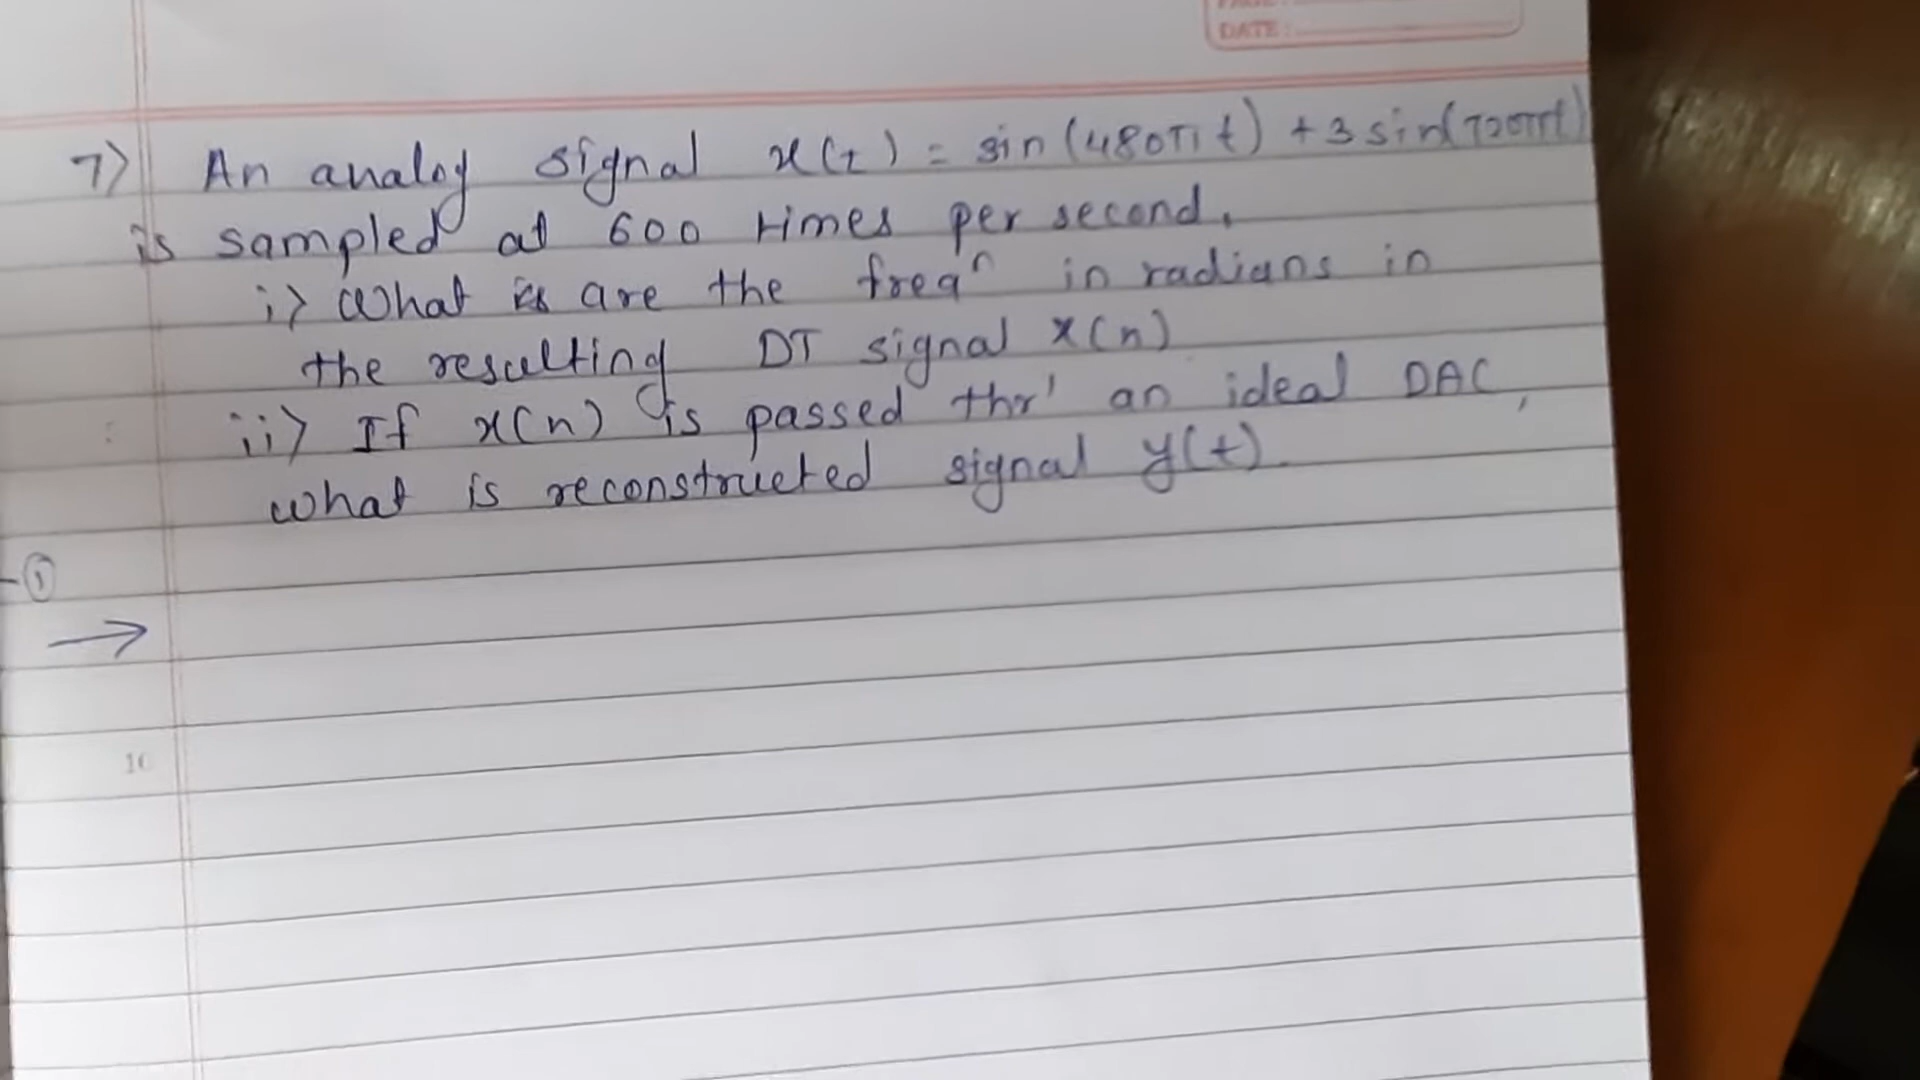 DATE:
7) An analog signal x(t) = sin(480πt) + 3 sin(720πt)
is sampled at 600 times per second.
i) What is are the freqn in radians in
the resulting DT signal x(n)
ii) If x(n) is passed thr' an ideal DAC,
what is reconstructed signal y(t).
-①
→
10